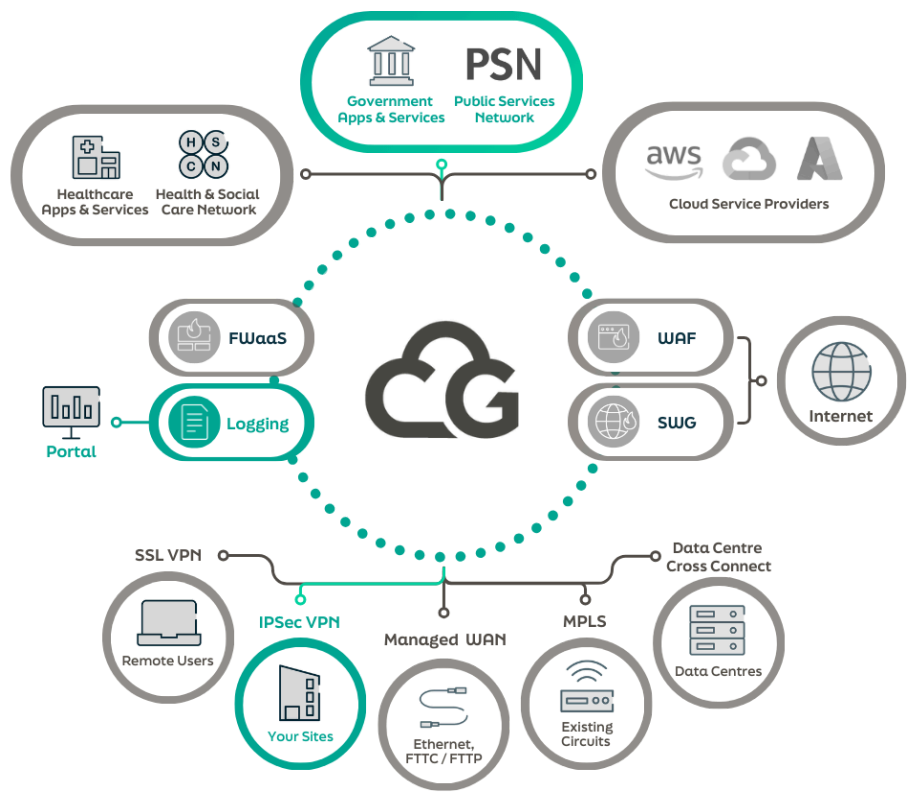 PSN
Government
Apps & Services
Public Services
Network
H S
C N
Healthcare
Apps & Services
Health & Social
Care Network
aws
Cloud Service Providers
FWaaS
WAF
Logging
SWG
Portal
CG
Internet
SSL VPN
Remote Users
IPSec VPN
Your Sites
Managed WAN
Ethernet,
FTTC / FTTP
MPLS
Existing
Circuits
Data Centre
Cross Connect
Data Centres